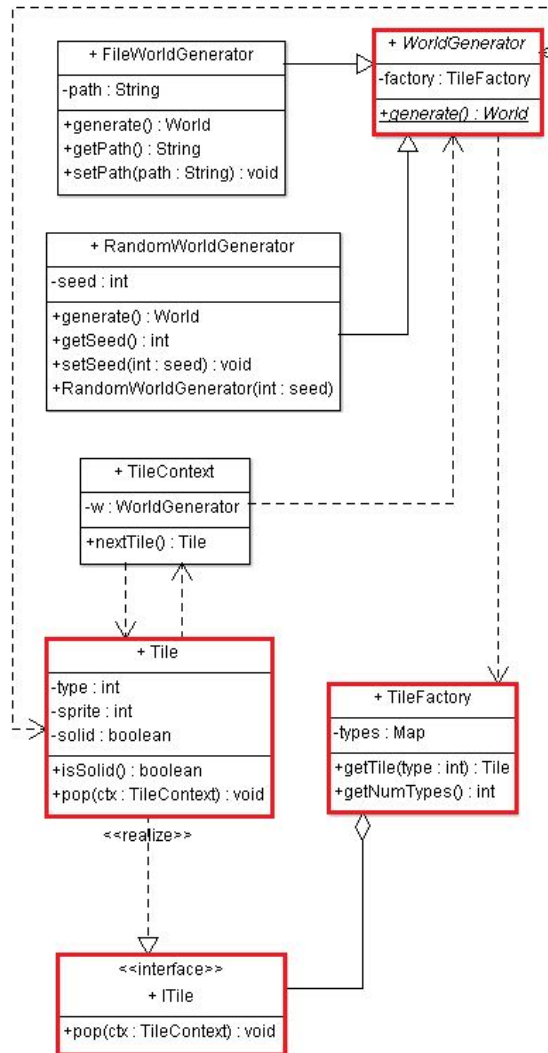 + FileWorldGenerator
-path : String
+generate() : World
+getPath() : String
+setPath(path : String) : void
+ WorldGenerator
-factory : TileFactory
+generate() : World
+ RandomWorldGenerator
-seed : int
+generate() : World
+getSeed() : int
+setSeed(int : seed) : void
+RandomWorldGenerator(int : seed)
+ TileContext
-w : WorldGenerator
+nextTile() : Tile
+ Tile
-type : int
-sprite : int
-solid : boolean
+isSolid() : boolean
+pop(ctx : TileContext) : void
+ TileFactory
-types : Map
+getTile(type : int) : Tile
+getNumTypes() : int
<<realize>>
<<interface>>
+ ITile
+pop(ctx : TileContext) : void